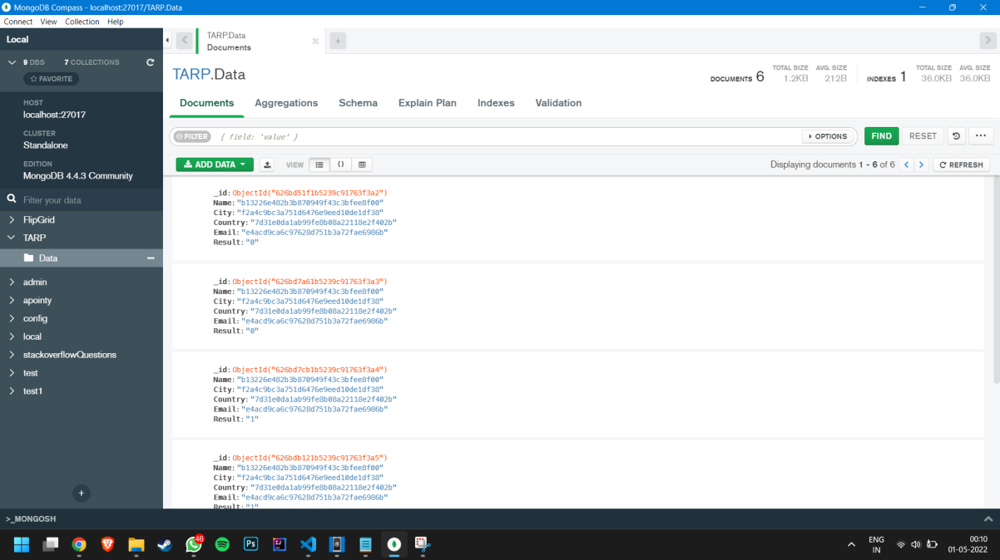 MongoDB Compass - localhost:27017/TARP.Data
Connect View Collection Help
Local
TARP.Data
Documents
9 DBS 7 COLLECTIONS
FAVORITE
HOST
localhost:27017
CLUSTER
Standalone
EDITION
MongoDB 4.4.3 Community
Filter your data
FlipGrid
TARP
Data
admin
apointy
config
local
stackoverflowQuestions
test
test1
TARP.Data
DOCUMENTS 6 TOTAL SIZE 1.2KB AVG. SIZE 212B INDEXES 1 TOTAL SIZE 36.0KB AVG. SIZE 36.0KB
Documents Aggregations Schema Explain Plan Indexes Validation
FILTER { field: 'value' } OPTIONS FIND RESET
ADD DATA VIEW {} Displaying documents 1 - 6 of 6 REFRESH
_id: ObjectId("626bd51f1b5239c91763f3a2")
Name: "b13226e482b3b870949f43c3bfee8f00"
City: "f2a4c9bc3a751d6476e9eed10de1df38"
Country: "7d31e0da1ab99fe8b08a22118e2f402b"
Email: "e4acd9ca6c97628d751b3a72fae6986b"
Result: "0"
_id: ObjectId("626bd7a61b5239c91763f3a3")
Name: "b13226e482b3b870949f43c3bfee8f00"
City: "f2a4c9bc3a751d6476e9eed10de1df38"
Country: "7d31e0da1ab99fe8b08a22118e2f402b"
Email: "e4acd9ca6c97628d751b3a72fae6986b"
Result: "0"
_id: ObjectId("626bd7cb1b5239c91763f3a4")
Name: "b13226e482b3b870949f43c3bfee8f00"
City: "f2a4c9bc3a751d6476e9eed10de1df38"
Country: "7d31e0da1ab99fe8b08a22118e2f402b"
Email: "e4acd9ca6c97628d751b3a72fae6986b"
Result: "1"
_id: ObjectId("626bdb121b5239c91763f3a5")
Name: "b13226e482b3b870949f43c3bfee8f00"
City: "f2a4c9bc3a751d6476e9eed10de1df38"
Country: "7d31e0da1ab99fe8b08a22118e2f402b"
Email: "e4acd9ca6c97628d751b3a72fae6986b"
Result: "1"
>_MONGOSH
46
Ps
ENG
IN
00:10
01-05-2022